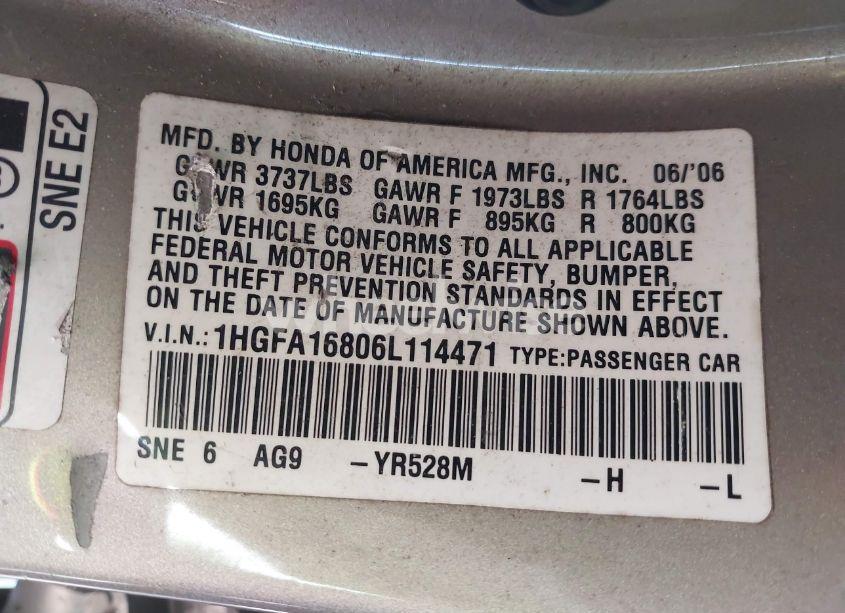 SNE E2
MFD. BY HONDA OF AMERICA MFG., INC. 06/'06
GVWR 3737LBS GAWR F 1973LBS R 1764LBS
GVWR 1695KG GAWR F 895KG R 800KG
THIS VEHICLE CONFORMS TO ALL APPLICABLE
FEDERAL MOTOR VEHICLE SAFETY, BUMPER,
AND THEFT PREVENTION STANDARDS IN EFFECT
ON THE DATE OF MANUFACTURE SHOWN ABOVE.
V.I.N.: 1HGFA16806L114471 TYPE:PASSENGER CAR
SNE 6 AG9 -YR528M -H -L